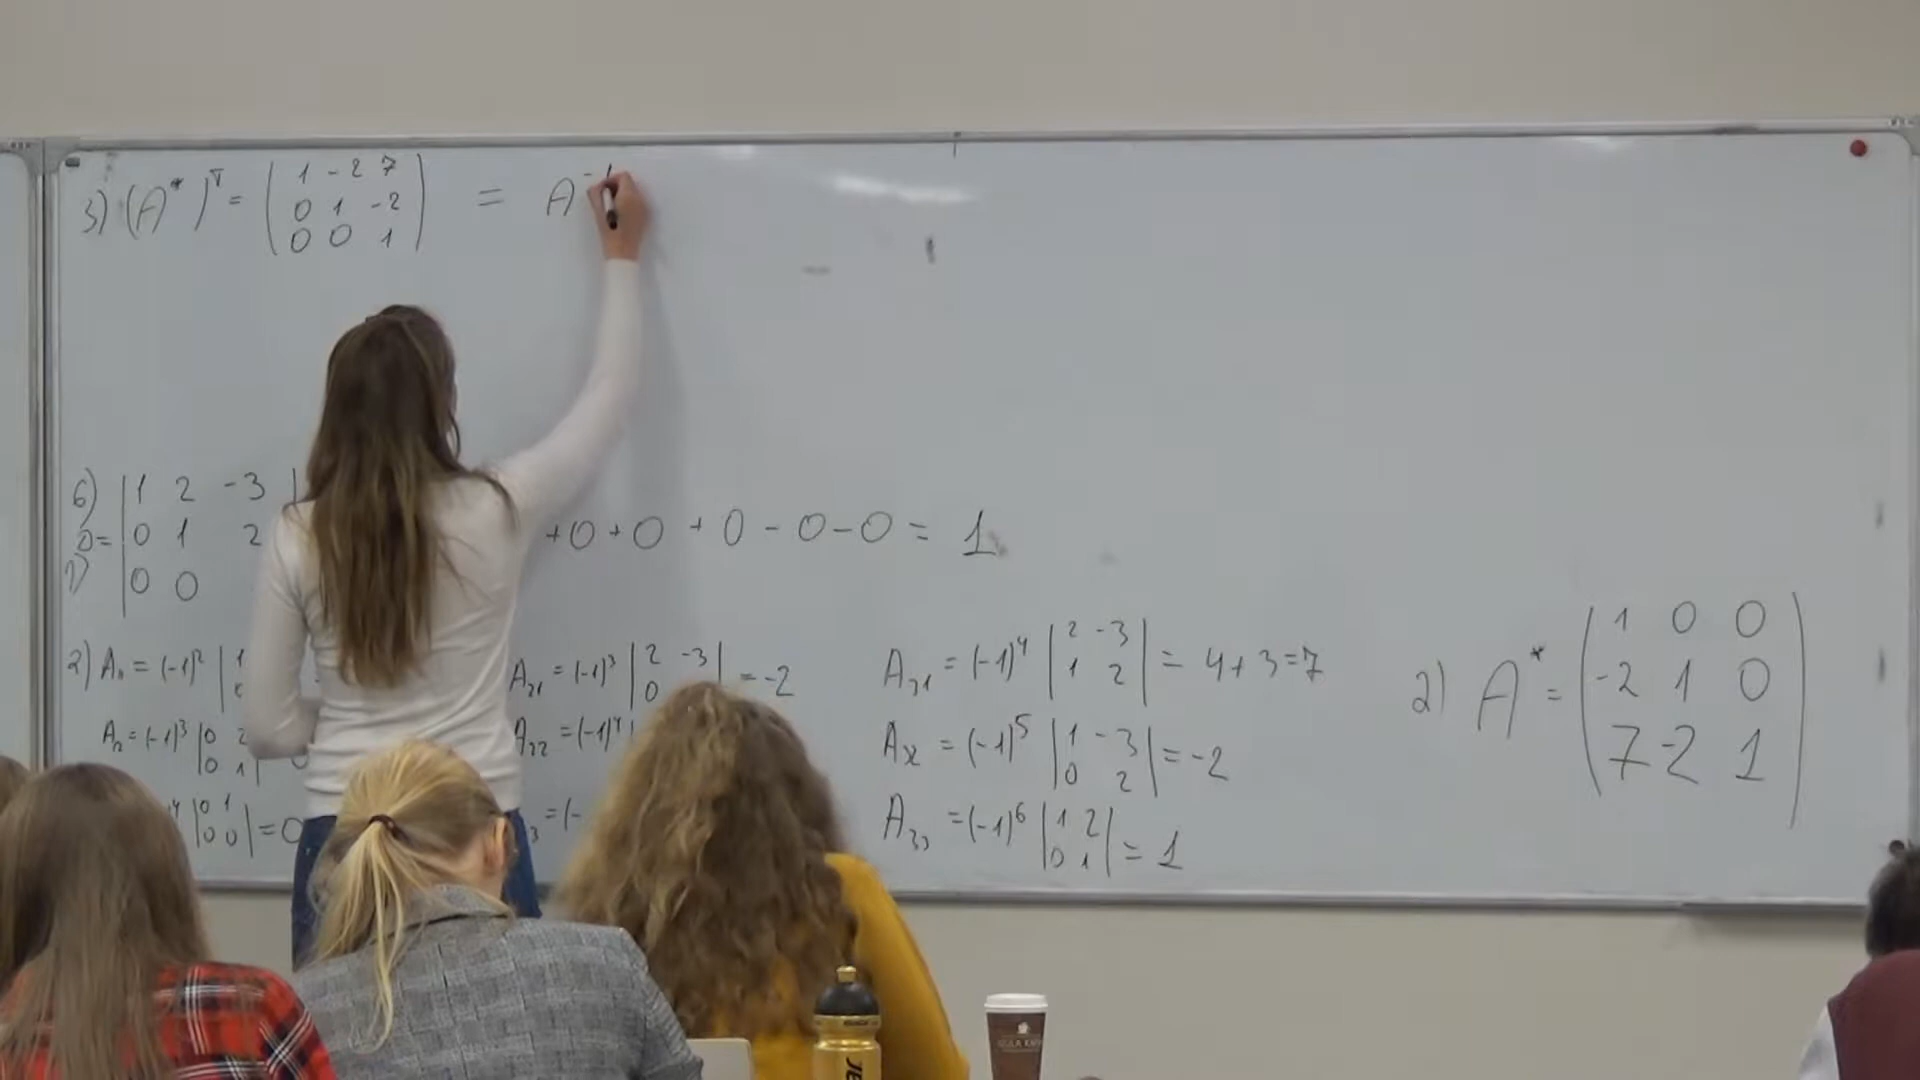 3) (A*)ᵀ = ( 1 -2 7
0 1 -2
0 0 1 ) = A⁻¹
6) | 1 2 -3 |
D= | 0 1 2
1) | 0 0
+0+0 +0 -0-0 = 1
2) A₁₁ = (-1)² | 1
0
A₁₂ = (-1)³ | 0 2
0 1 |
⁴ | 0 1
0 0 | = 0
A₂₁ = (-1)³ | 2 -3 | = -2
0
A₂₂ = (-1)⁴
₃ = (-
A₃₁ = (-1)⁴ | 2 -3
1 2 | = 4+3=7
A₃₂ = (-1)⁵ | 1 -3
0 2 | = -2
A₃₃ = (-1)⁶ | 1 2
0 1 | = 1
2) A* = ( 1 0 0
-2 1 0
7 -2 1 )